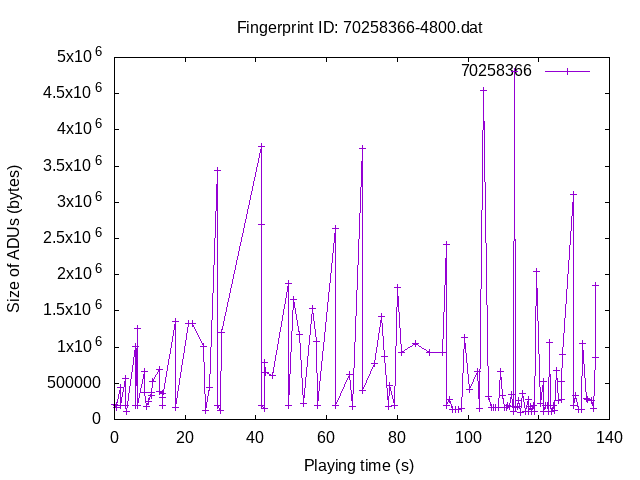 Fingerprint ID: 70258366-4800.dat
70258366
5x10^6
4.5x10^6
4x10^6
3.5x10^6
3x10^6
2.5x10^6
2x10^6
1.5x10^6
1x10^6
500000
0
Size of ADUs (bytes)
0 20 40 60 80 100 120 140
Playing time (s)